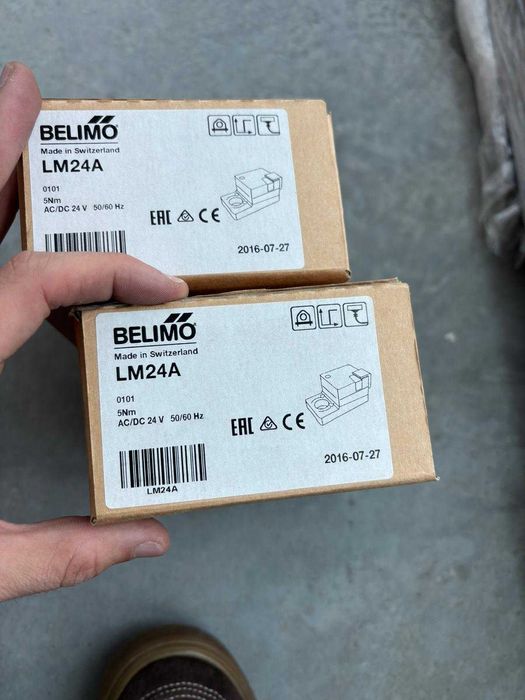 BELIMO
Made in Switzerland
LM24A
0101
5Nm
AC/DC 24 V 50/60 Hz
EAC CE
2016-07-27
BELIMO
Made in Switzerland
LM24A
0101
5Nm
AC/DC 24 V 50/60 Hz
EAC CE
2016-07-27
LM24A